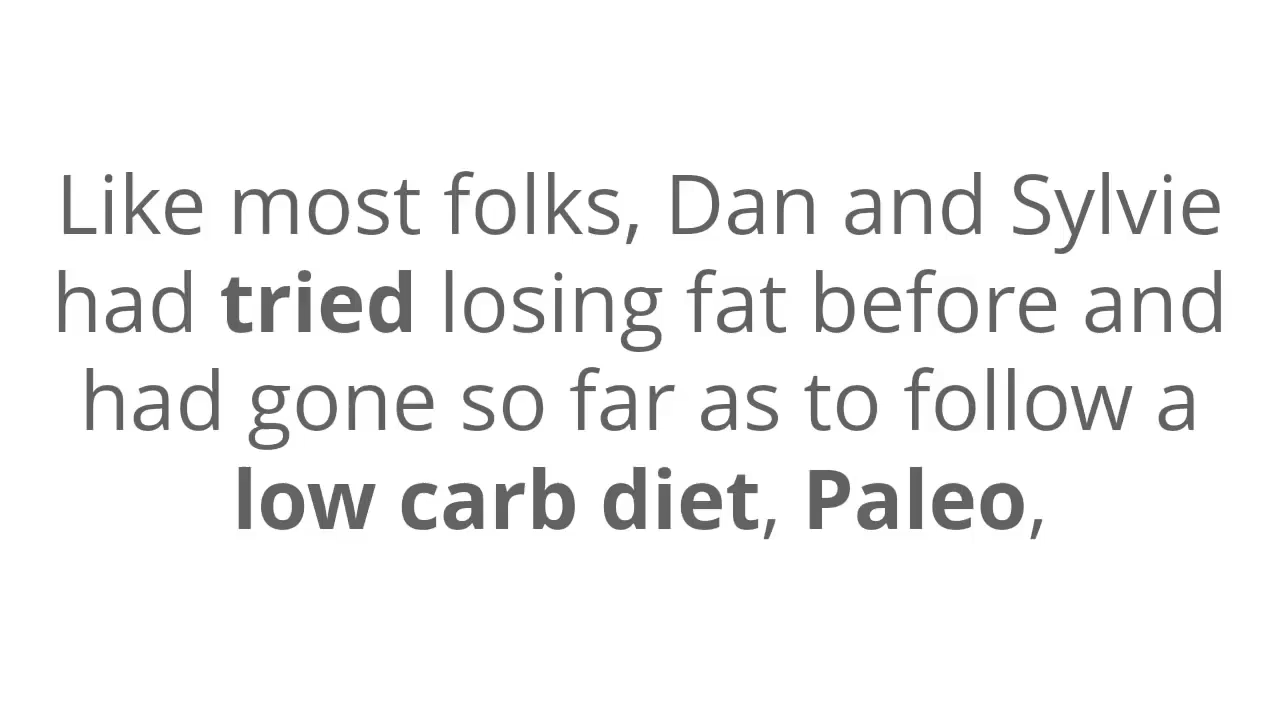 Like most folks, Dan and Sylvie
had tried losing fat before and
had gone so far as to follow a
low carb diet, Paleo,